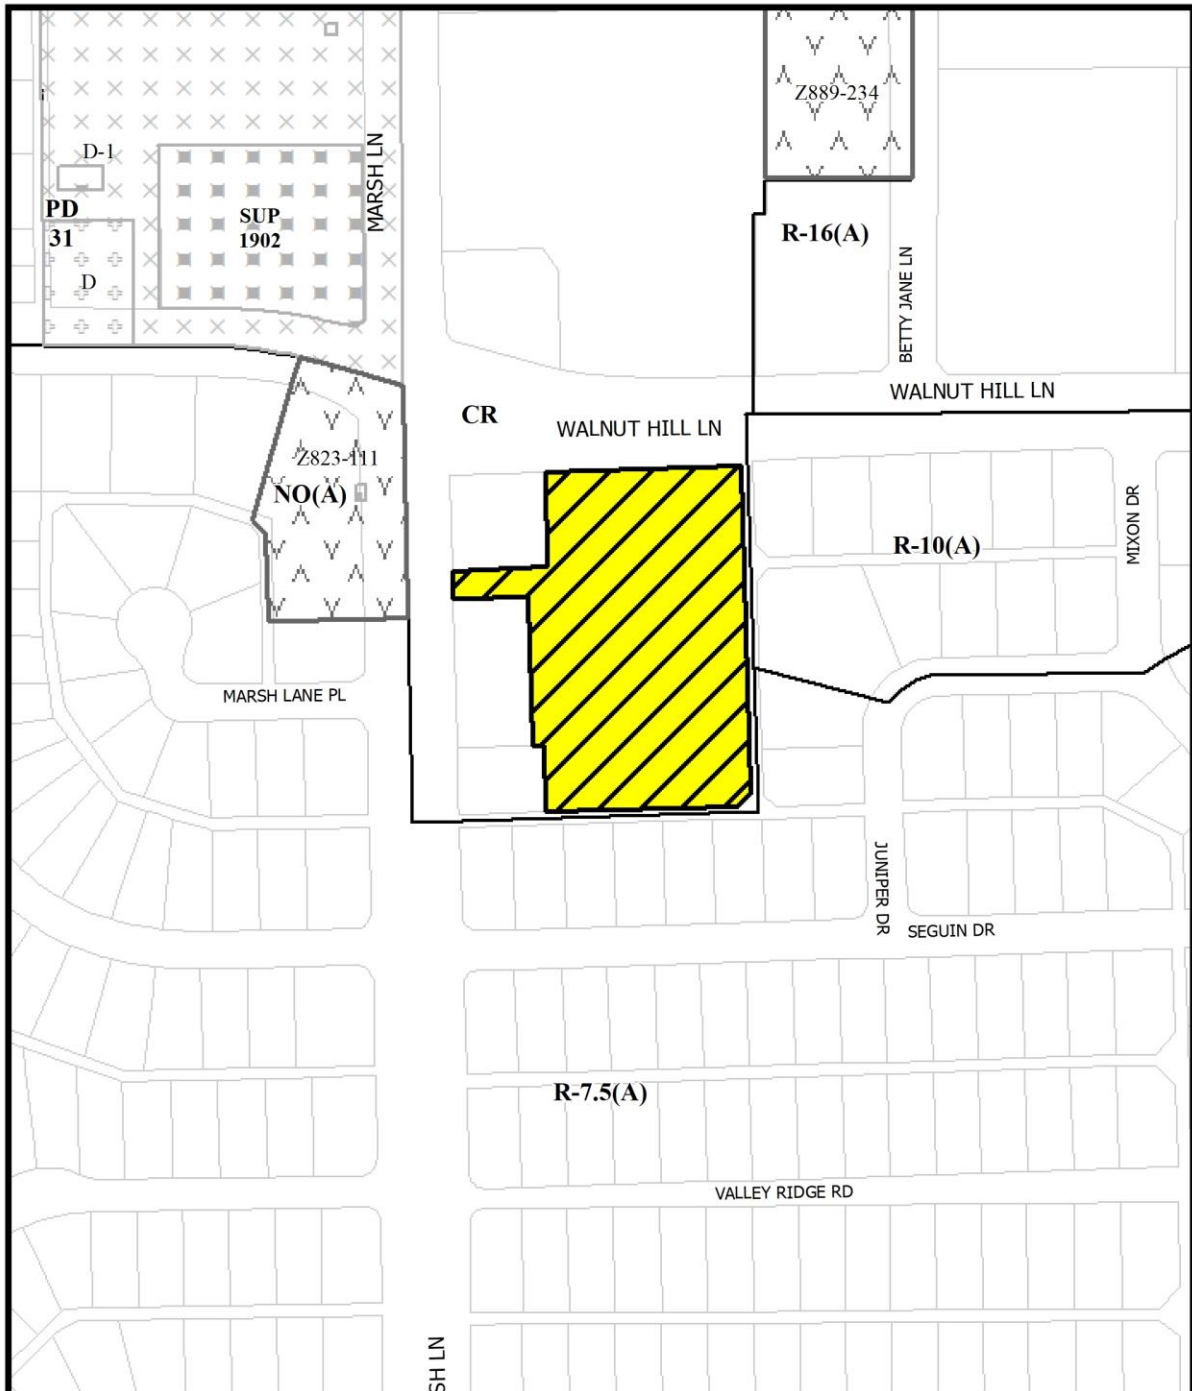 Z889-234
D-1
MARSH LN
PD
31
SUP
1902
R-16(A)
D
BETTY JANE LN
WALNUT HILL LN
CR
WALNUT HILL LN
Z823-111
NO(A)
R-10(A)
MIXON DR
MARSH LANE PL
JUNIPER DR
SEGUIN DR
R-7.5(A)
VALLEY RIDGE RD
SH LN